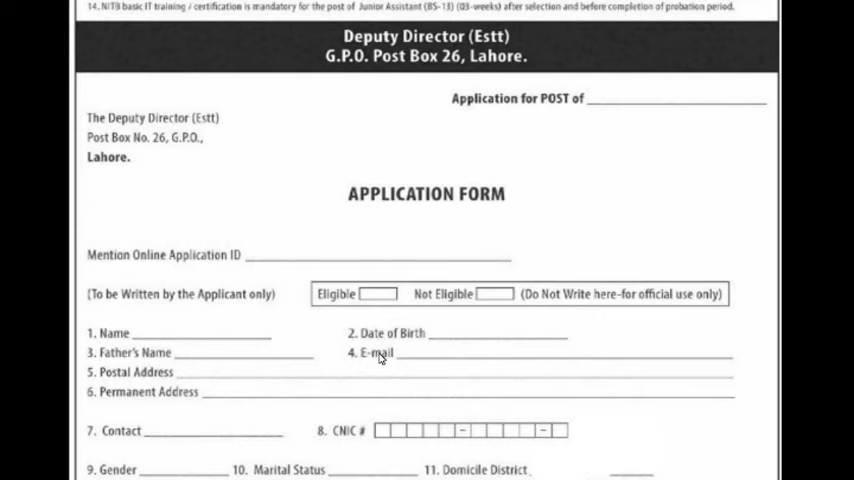 14. NITB basic IT training / certification is mandatory for the post of Junior Assistant (BS-13) (03-weeks) after selection and before completion of probation period.
Deputy Director (Estt)
G.P.O. Post Box 26, Lahore.
Application for POST of
The Deputy Director (Estt)
Post Box No. 26, G.P.O.,
Lahore.
APPLICATION FORM
Mention Online Application ID
(To be Written by the Applicant only) Eligible Not Eligible (Do Not Write here-for official use only)
1. Name 2. Date of Birth
3. Father's Name 4. E-mail
5. Postal Address
6. Permanent Address
7. Contact 8. CNIC # – –
9. Gender 10. Marital Status 11. Domicile District